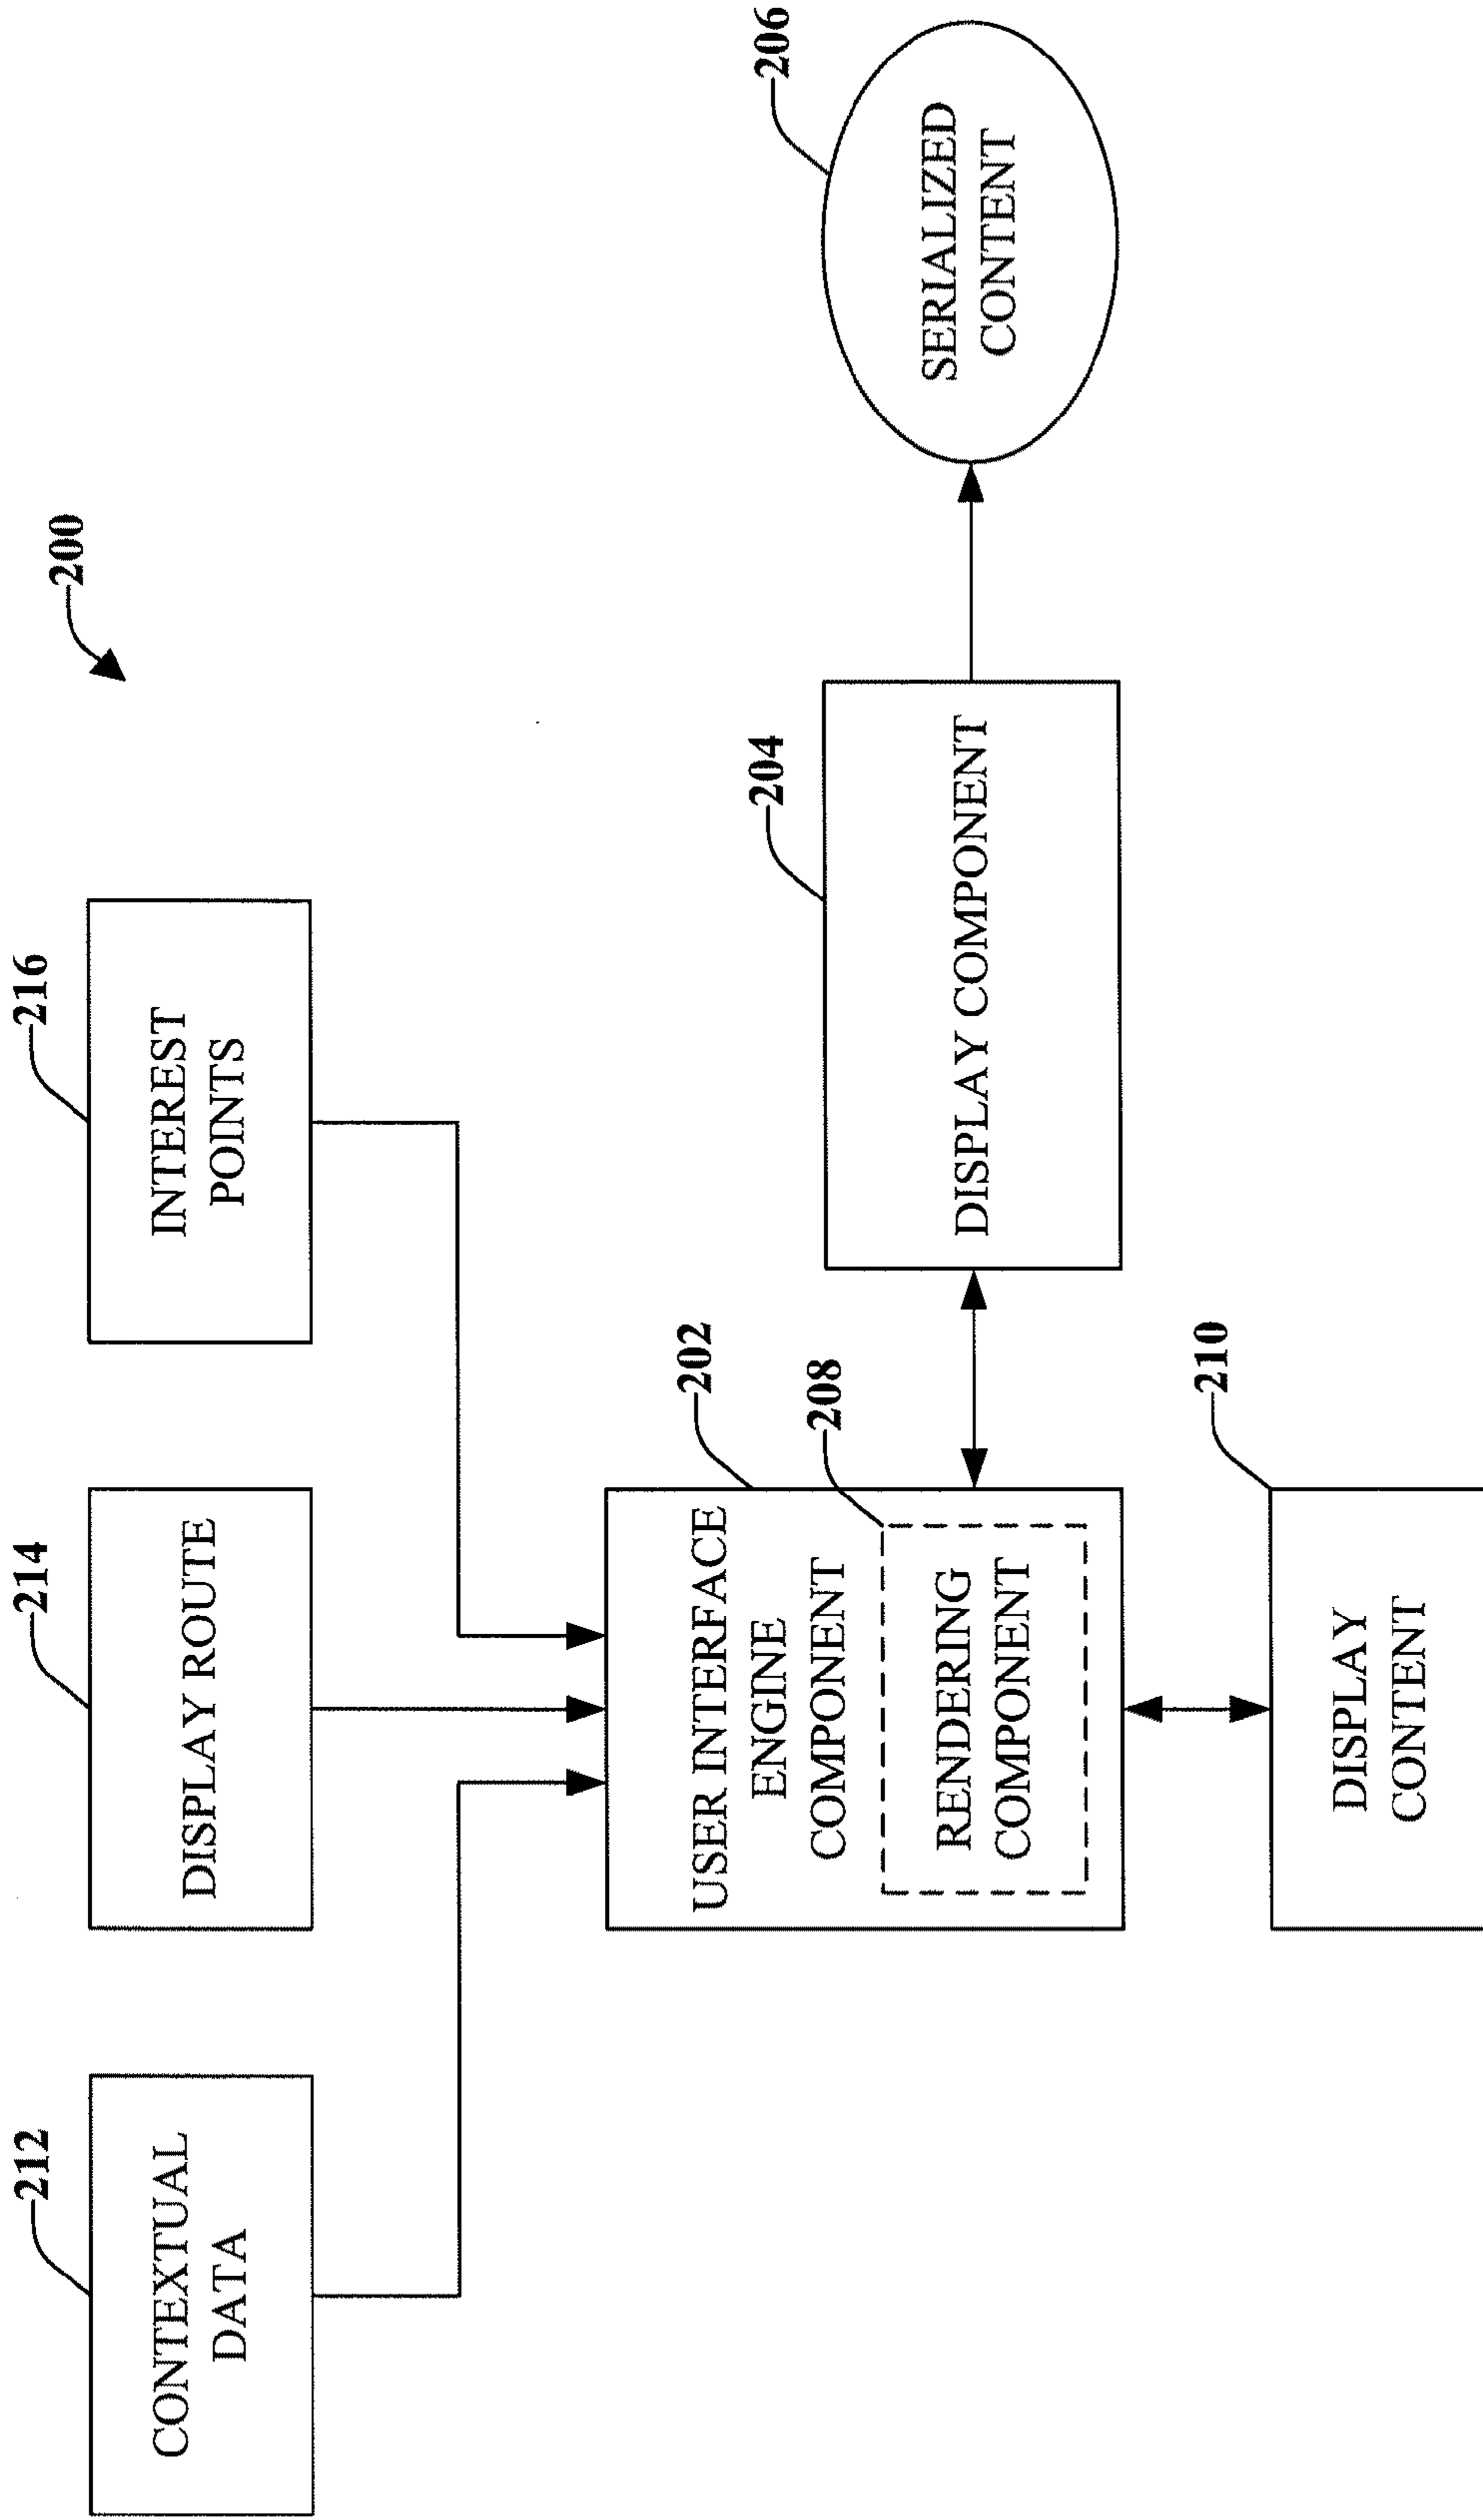 200
212
CONTEXTUAL
DATA
214
DISPLAY ROUTE
216
INTEREST
POINTS
202
USER INTERFACE
ENGINE
COMPONENT
208
RENDERING
COMPONENT
204
DISPLAY COMPONENT
206
SERIALIZED
CONTENT
210
DISPLAY
CONTENT